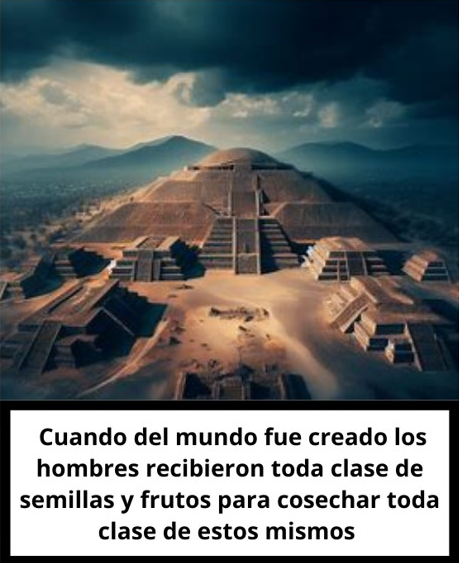 Cuando del mundo fue creado los
hombres recibieron toda clase de
semillas y frutos para cosechar toda
clase de estos mismos